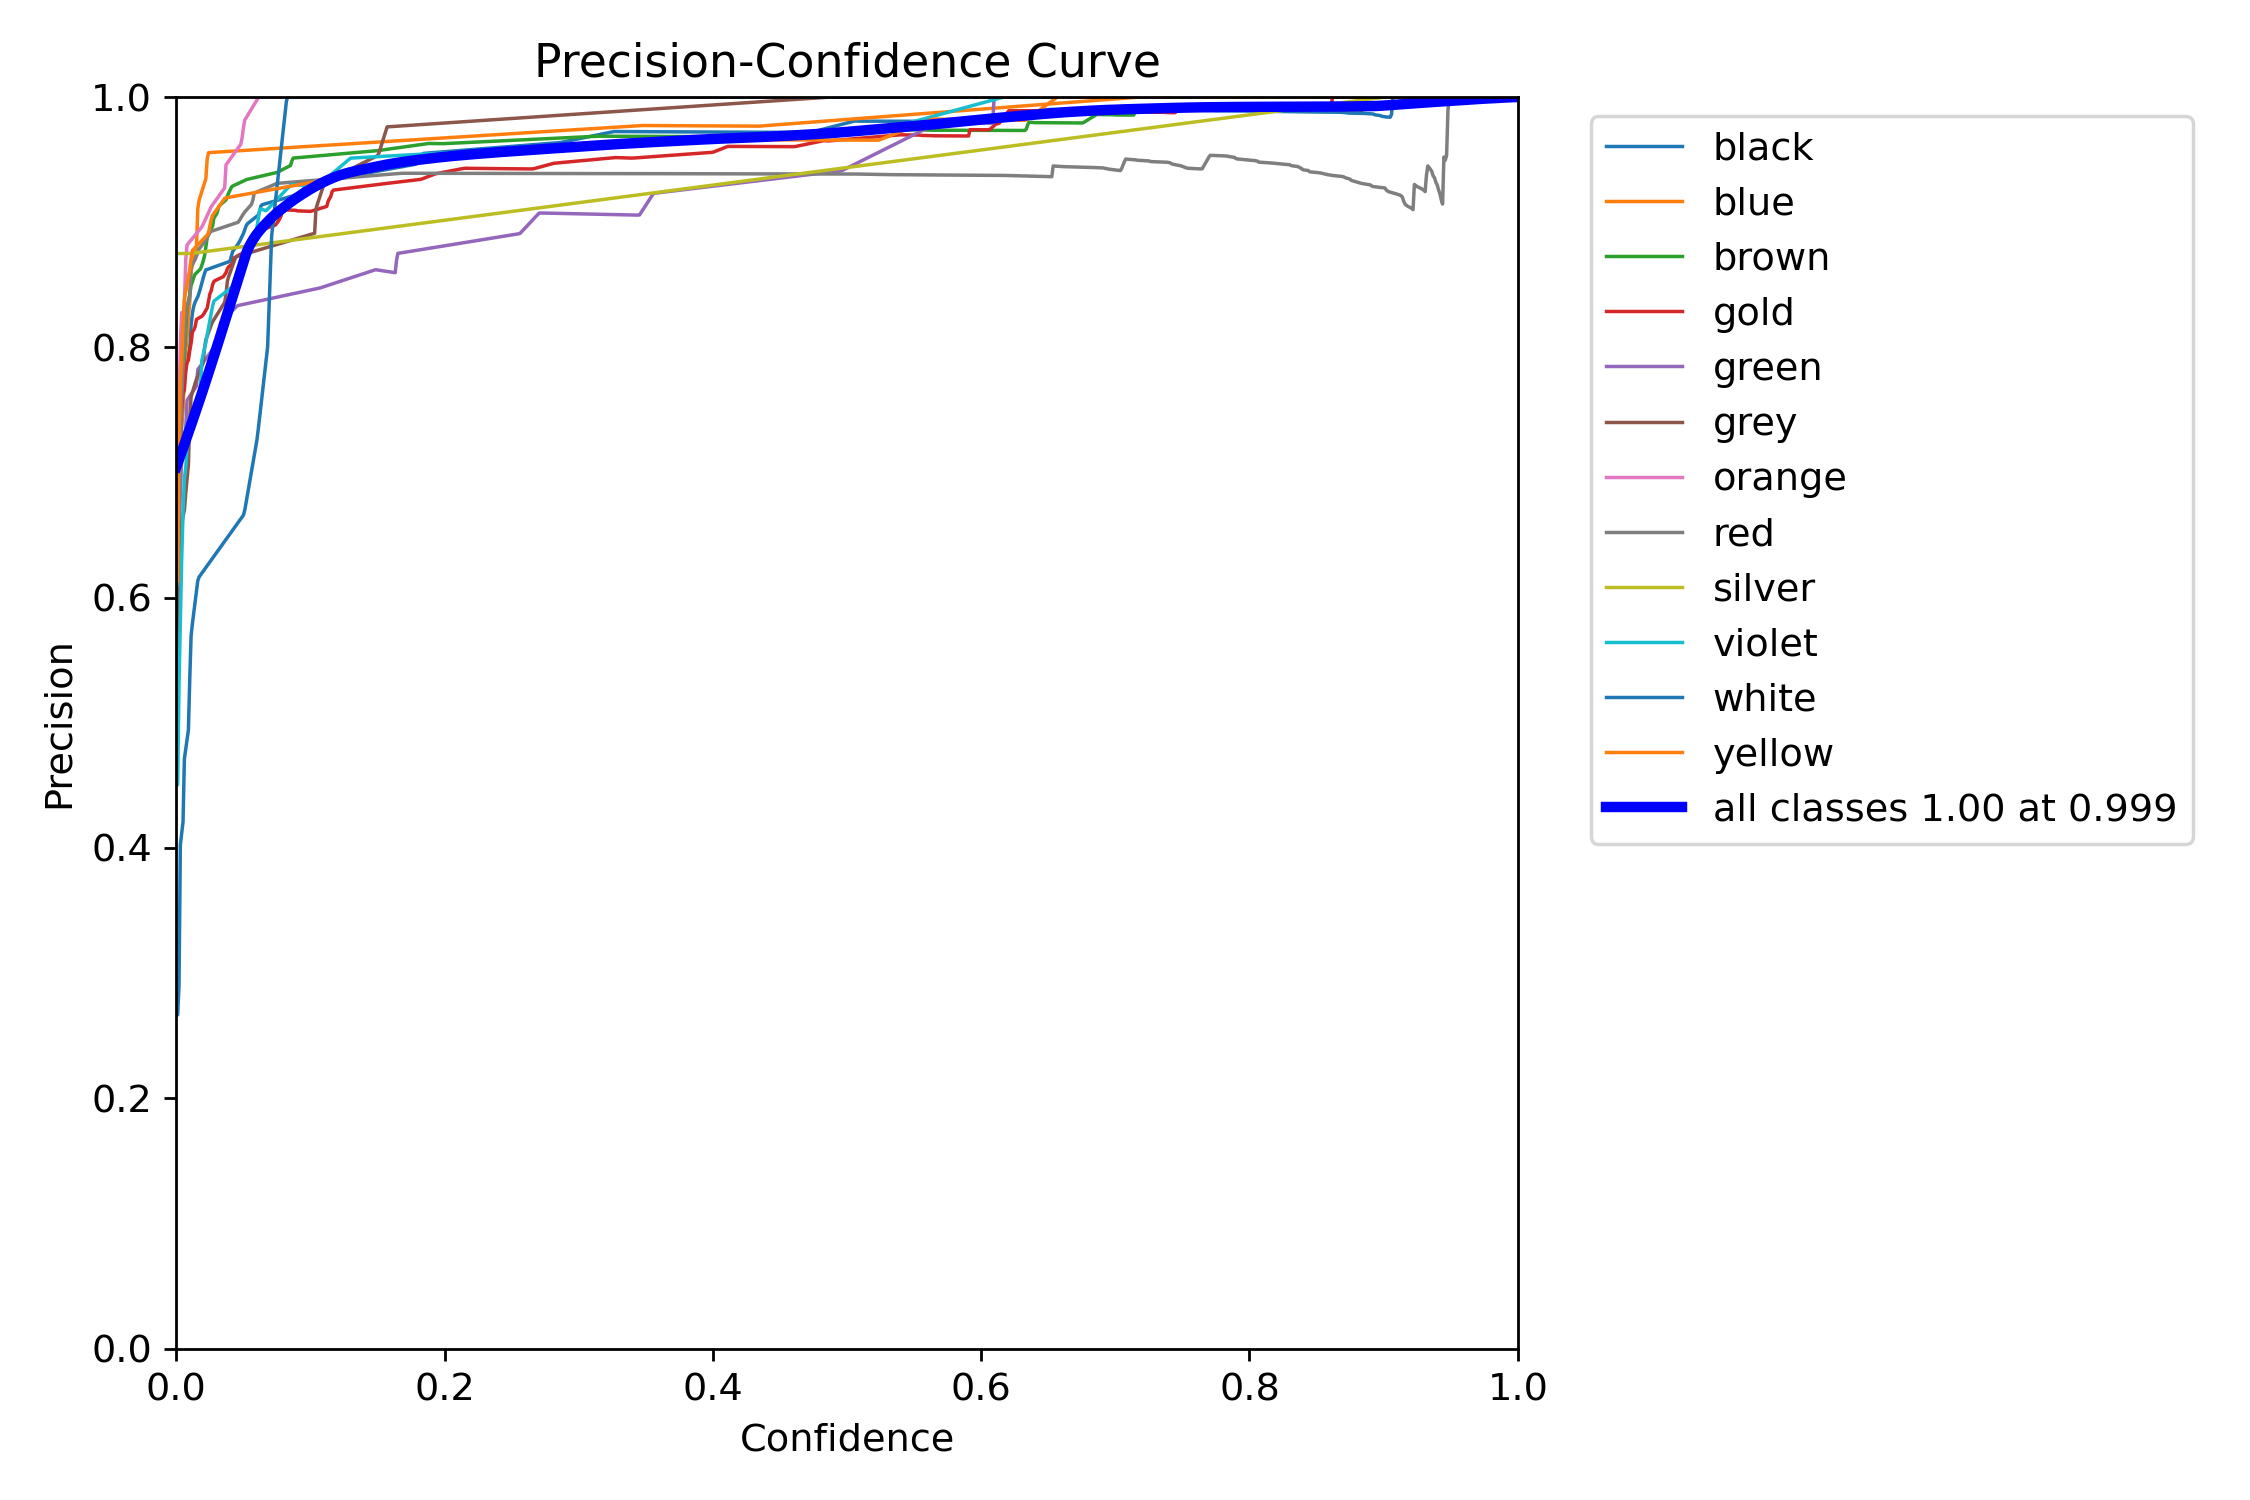 Precision-Confidence Curve
1.0
0.8
0.6
0.4
0.2
0.0
Precision
0.0 0.2 0.4 0.6 0.8 1.0
Confidence
black
blue
brown
gold
green
grey
orange
red
silver
violet
white
yellow
all classes 1.00 at 0.999